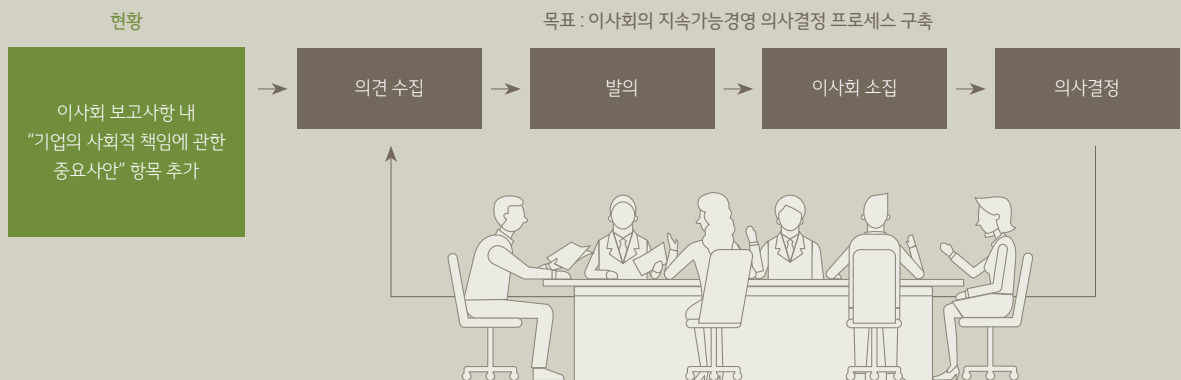 현황
목표 : 이사회의 지속가능경영 의사결정 프로세스 구축
이사회 보고사항 내
"기업의 사회적 책임에 관한
중요사안" 항목 추가
의견 수집
발의
이사회 소집
의사결정